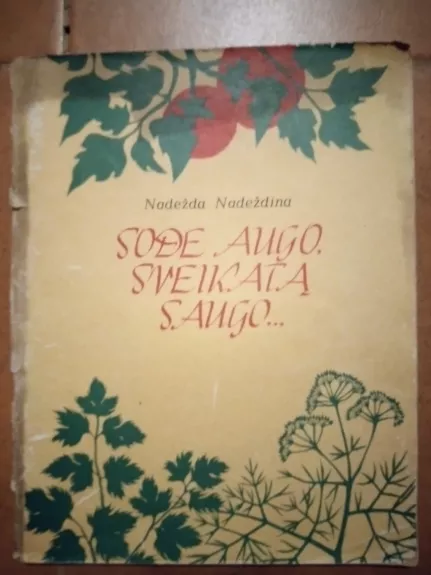 Nadežda Nadeždina
SODE AUGO,
SVEIKATĄ
SAUGO...